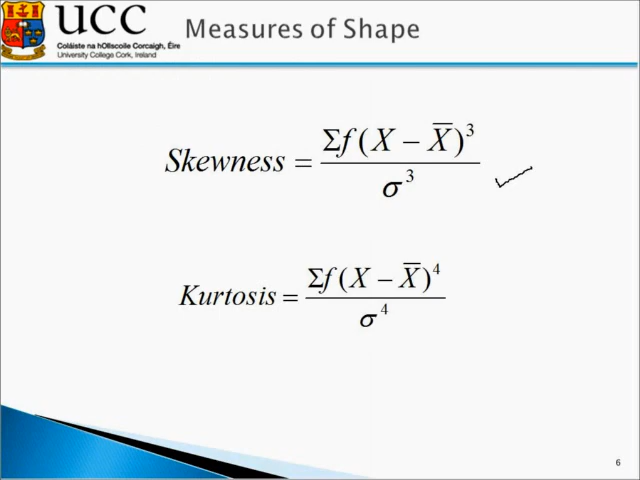 UCC
Coláiste na hOllscoile Corcaigh, Éire
University College Cork, Ireland
Measures of Shape
Skewness = Σf(X − X̅)³ / σ³
Kurtosis = Σf(X − X̅)⁴ / σ⁴
6